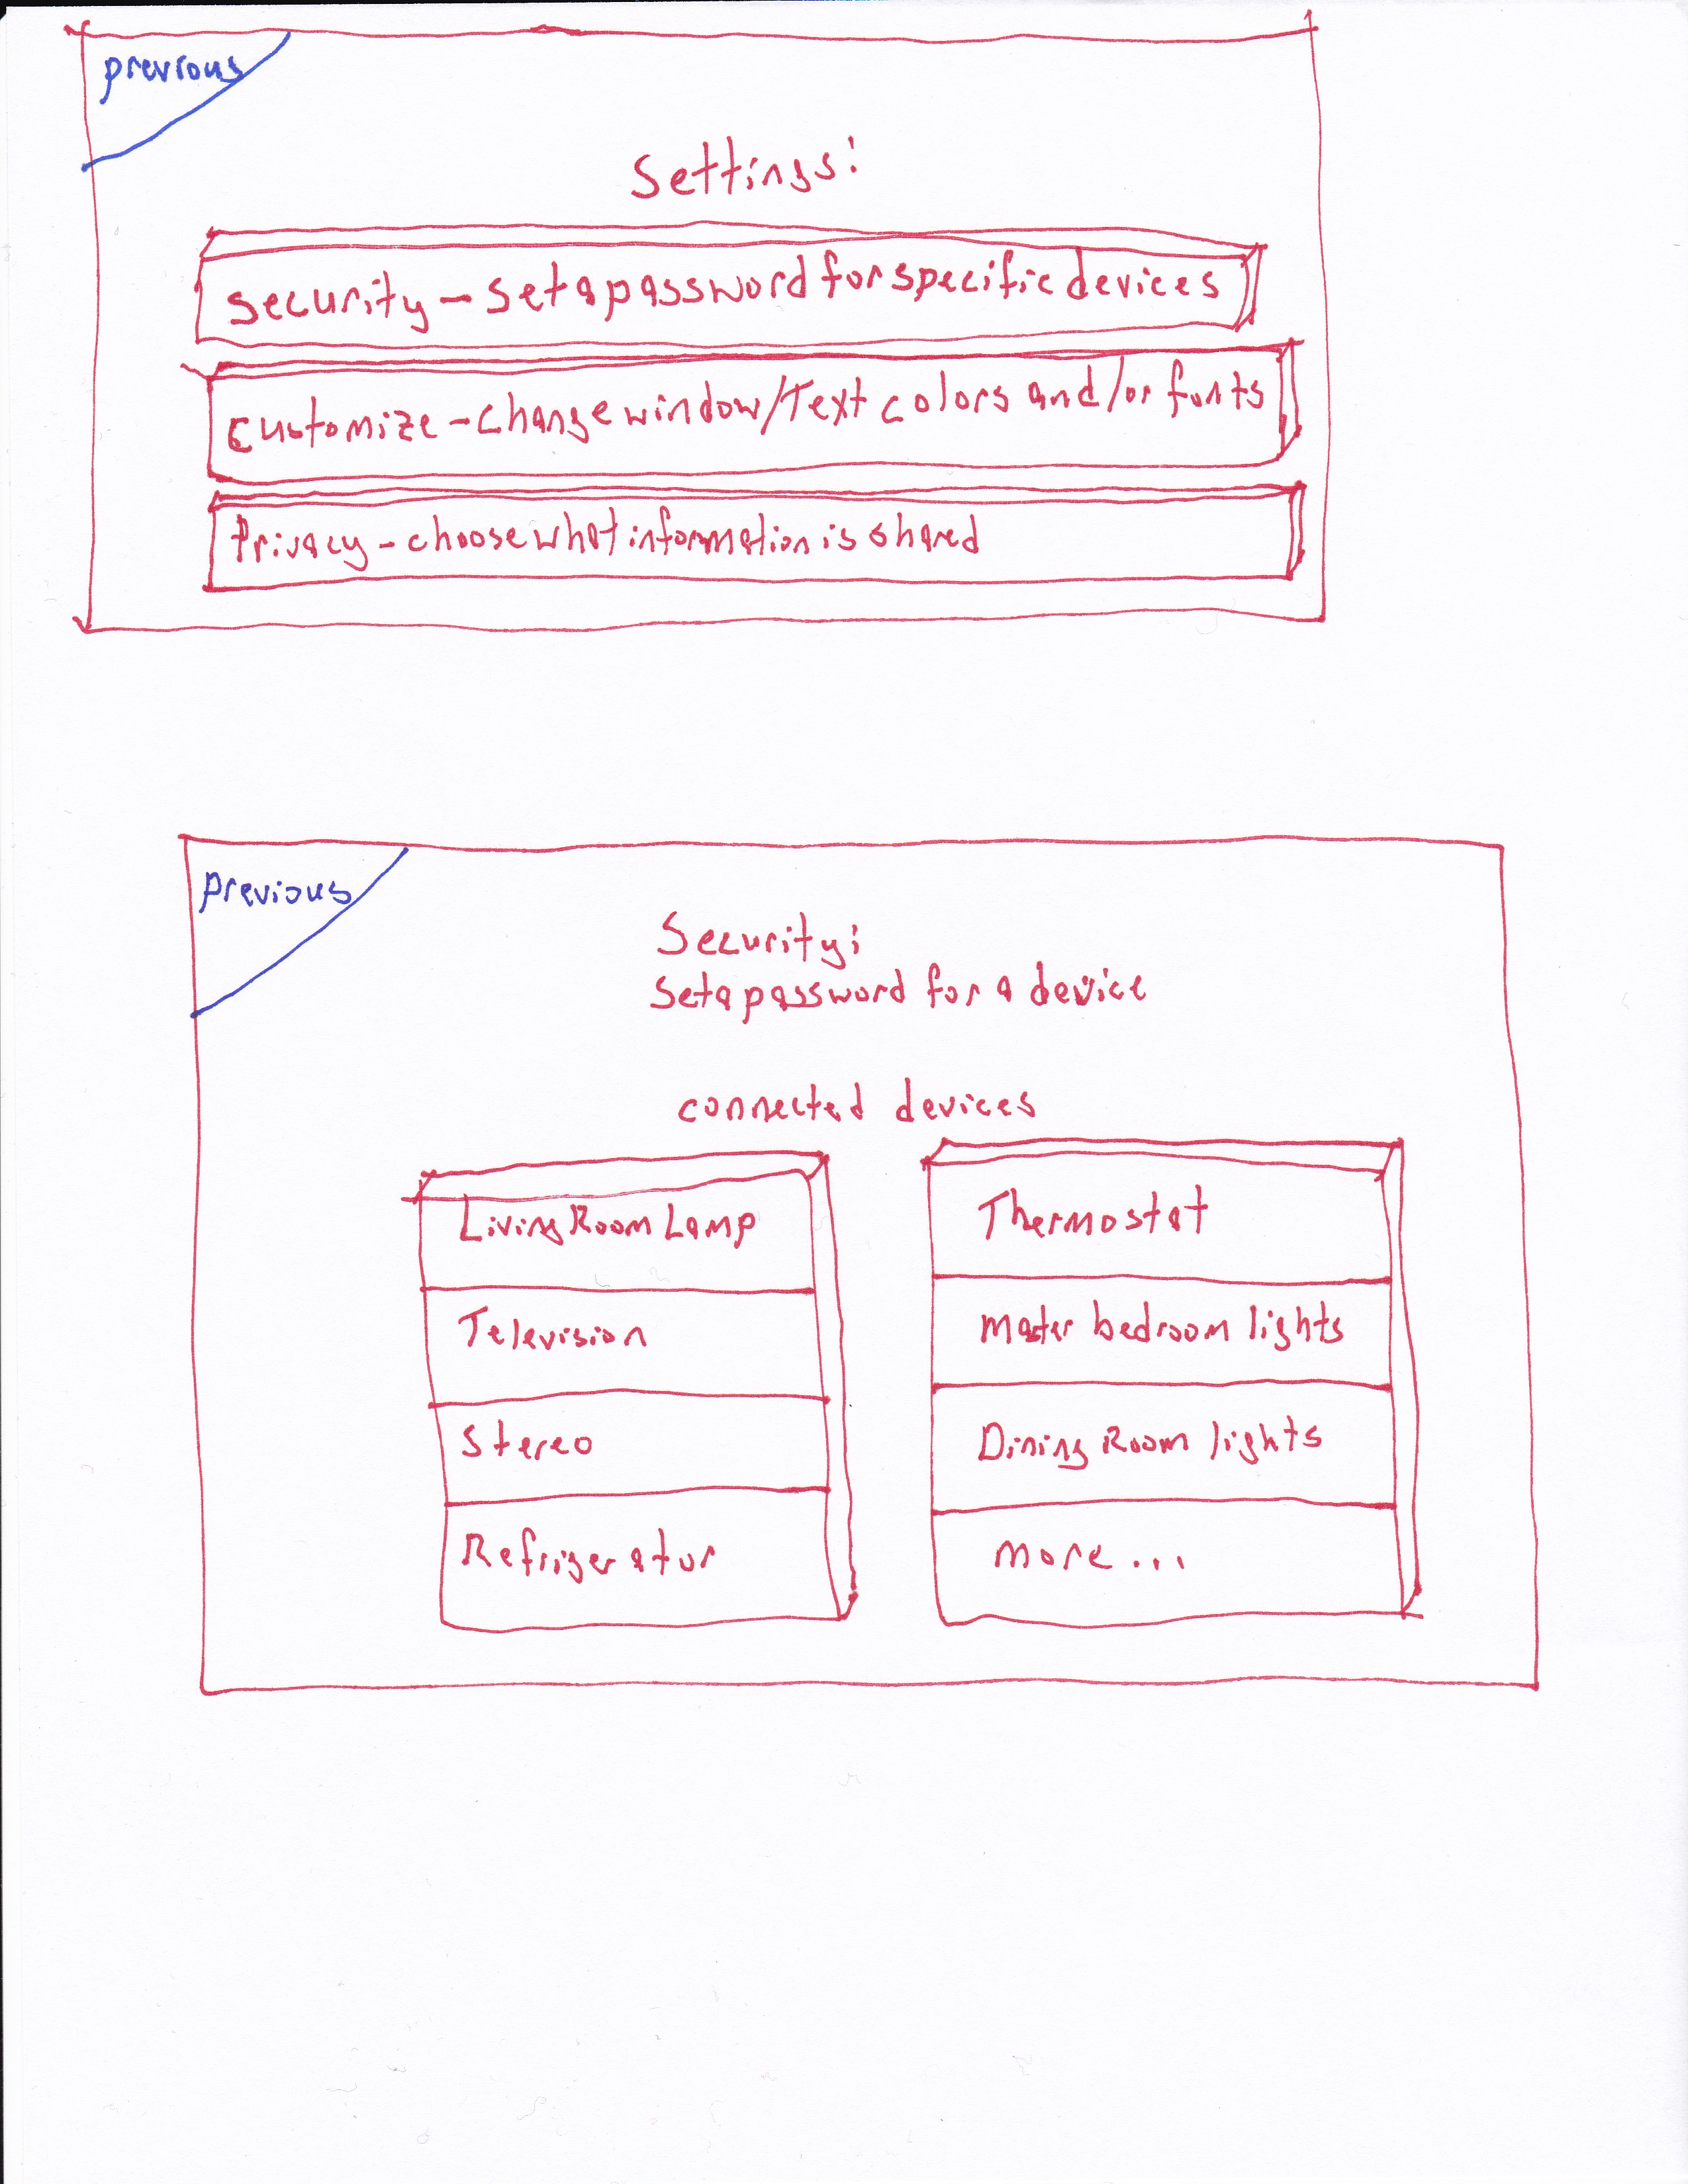 previous
Settings:
Security - Set a password for specific devices
Customize - Change window/Text colors and/or fonts
Privacy - choose what information is shared
Previous
Security:
Set a password for a device
connected devices
Living Room Lamp
Television
Stereo
Refrigerator
Thermostat
Master bedroom lights
Dining Room lights
more...